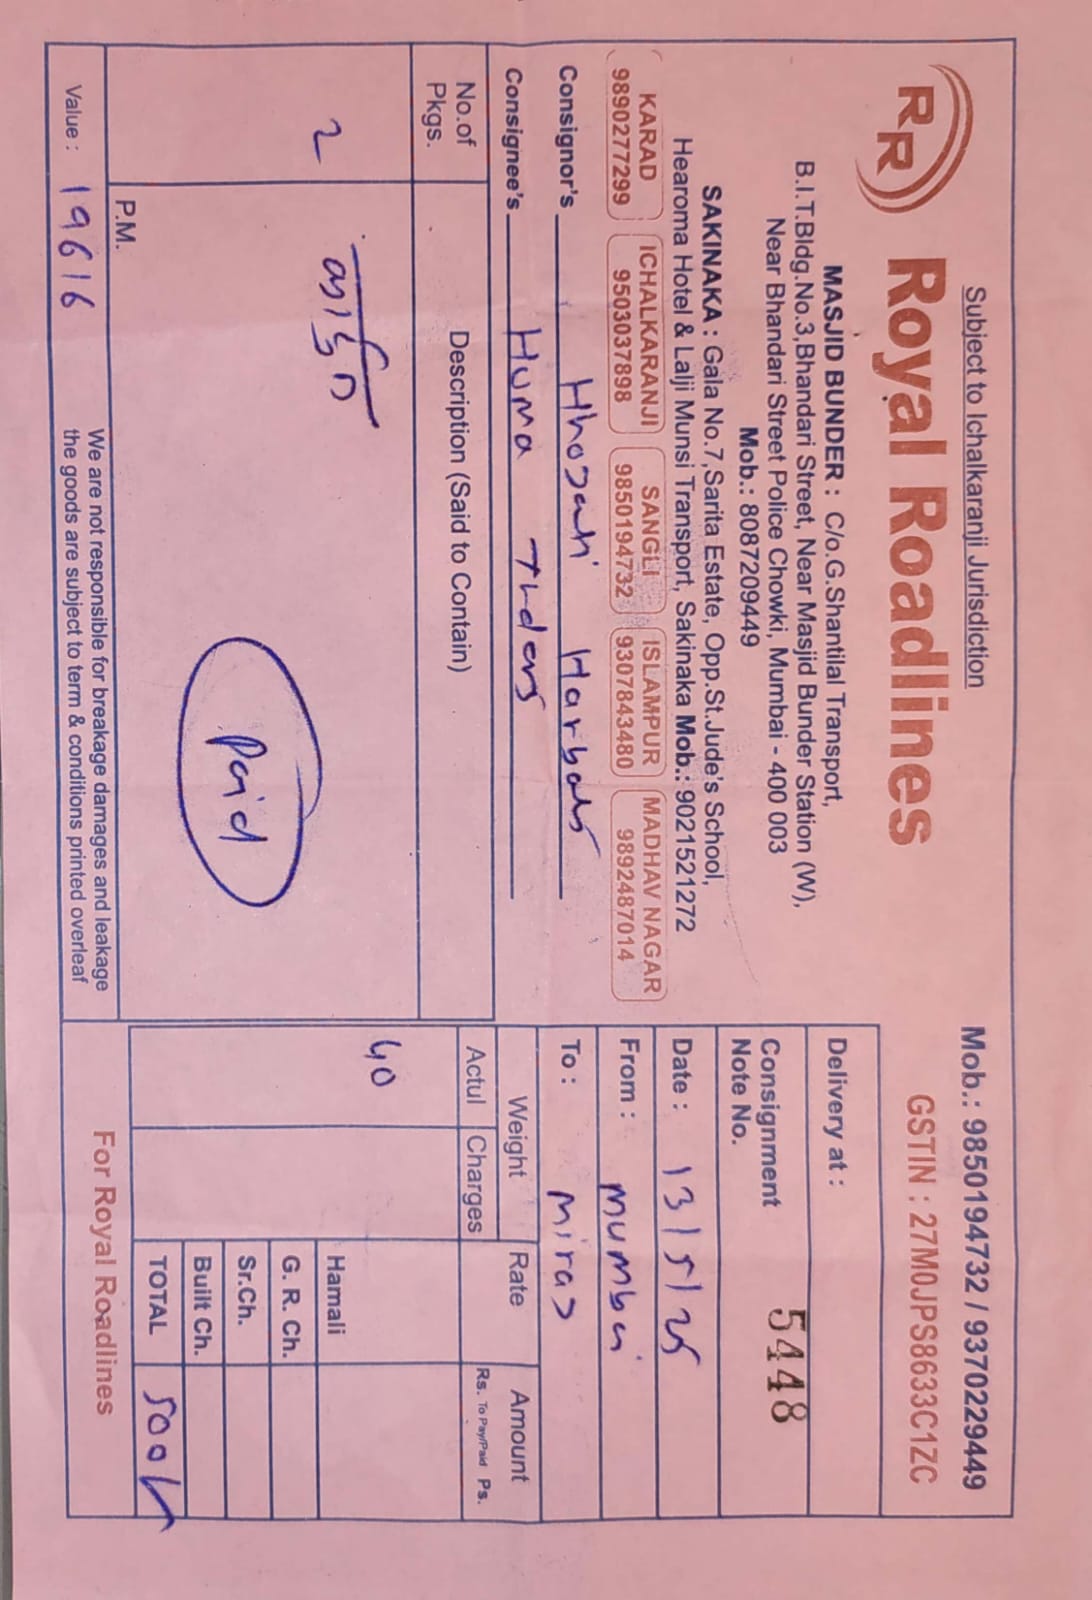 Subject to Ichalkaranji Jurisdiction
Mob.: 9850194732 / 9370229449
RR
Royal Roadlines
GSTIN : 27M0JPS8633C1ZC
MASJID BUNDER : C/o.G.Shantilal Transport,
B.I.T.Bldg.No.3,Bhandari Street, Near Masjid Bunder Station (W),
Near Bhandari Street Police Chowki, Mumbai - 400 003
Mob.: 8087209449
SAKINAKA : Gala No.7,Sarita Estate, Opp.St.Jude's School,
Hearoma Hotel & Lalji Munsi Transport, Sakinaka Mob.: 9021521272
KARAD
9890277299
ICHALKARANJI
9503037898
SANGLI
9850194732
ISLAMPUR
9307843480
MADHAV NAGAR
9892487014
Delivery at :
Consignment
Note No.
5448
Date : 13/5/25
From : mumbai
To : miraj
Consignor's
Consignee's Huma
No.of
Pkgs.
Description (Said to Contain)
Weight
Actul
Charges
Rate
Amount
Rs. To Pay/Paid Ps.
2
40
Paid
Hamali
G. R. Ch.
Sr.Ch.
Built Ch.
TOTAL 500/-
P.M.
Value : 19616
We are not responsible for breakage damages and leakage
the goods are subject to term & conditions printed overleaf
For Royal Roadlines